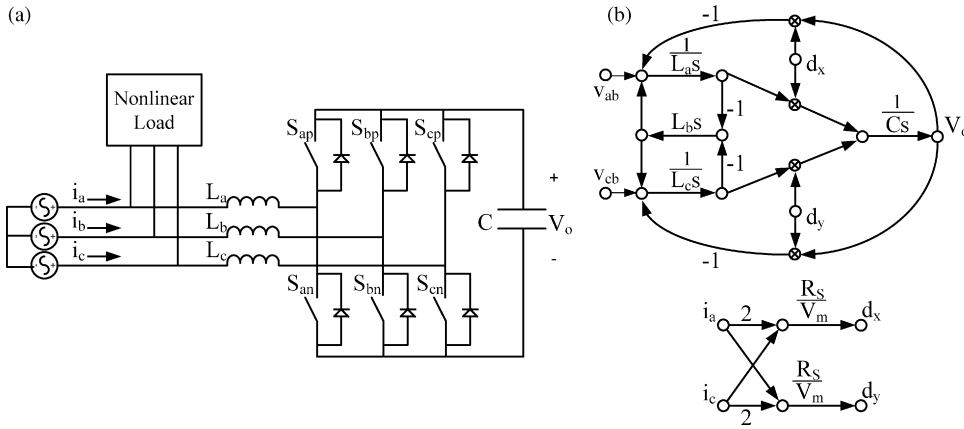 (a)
Nonlinear
Load
i_a
i_b
i_c
L_a
L_b
L_c
S_ap
S_bp
S_cp
S_an
S_bn
S_cn
C
+
V_o
-
(b)
-1
1/(L_a s)
v_ab
d_x
-1
L_b s
1/(Cs)
V_o
-1
1/(L_c s)
v_cb
d_y
-1
i_a
2
R_S/V_m
d_x
i_c
2
R_S/V_m
d_y